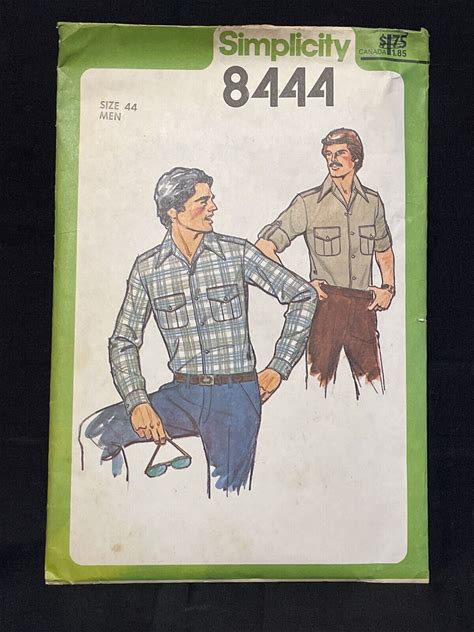 Simplicity
8444
$1.75
CANADA $1.85
SIZE 44
MEN